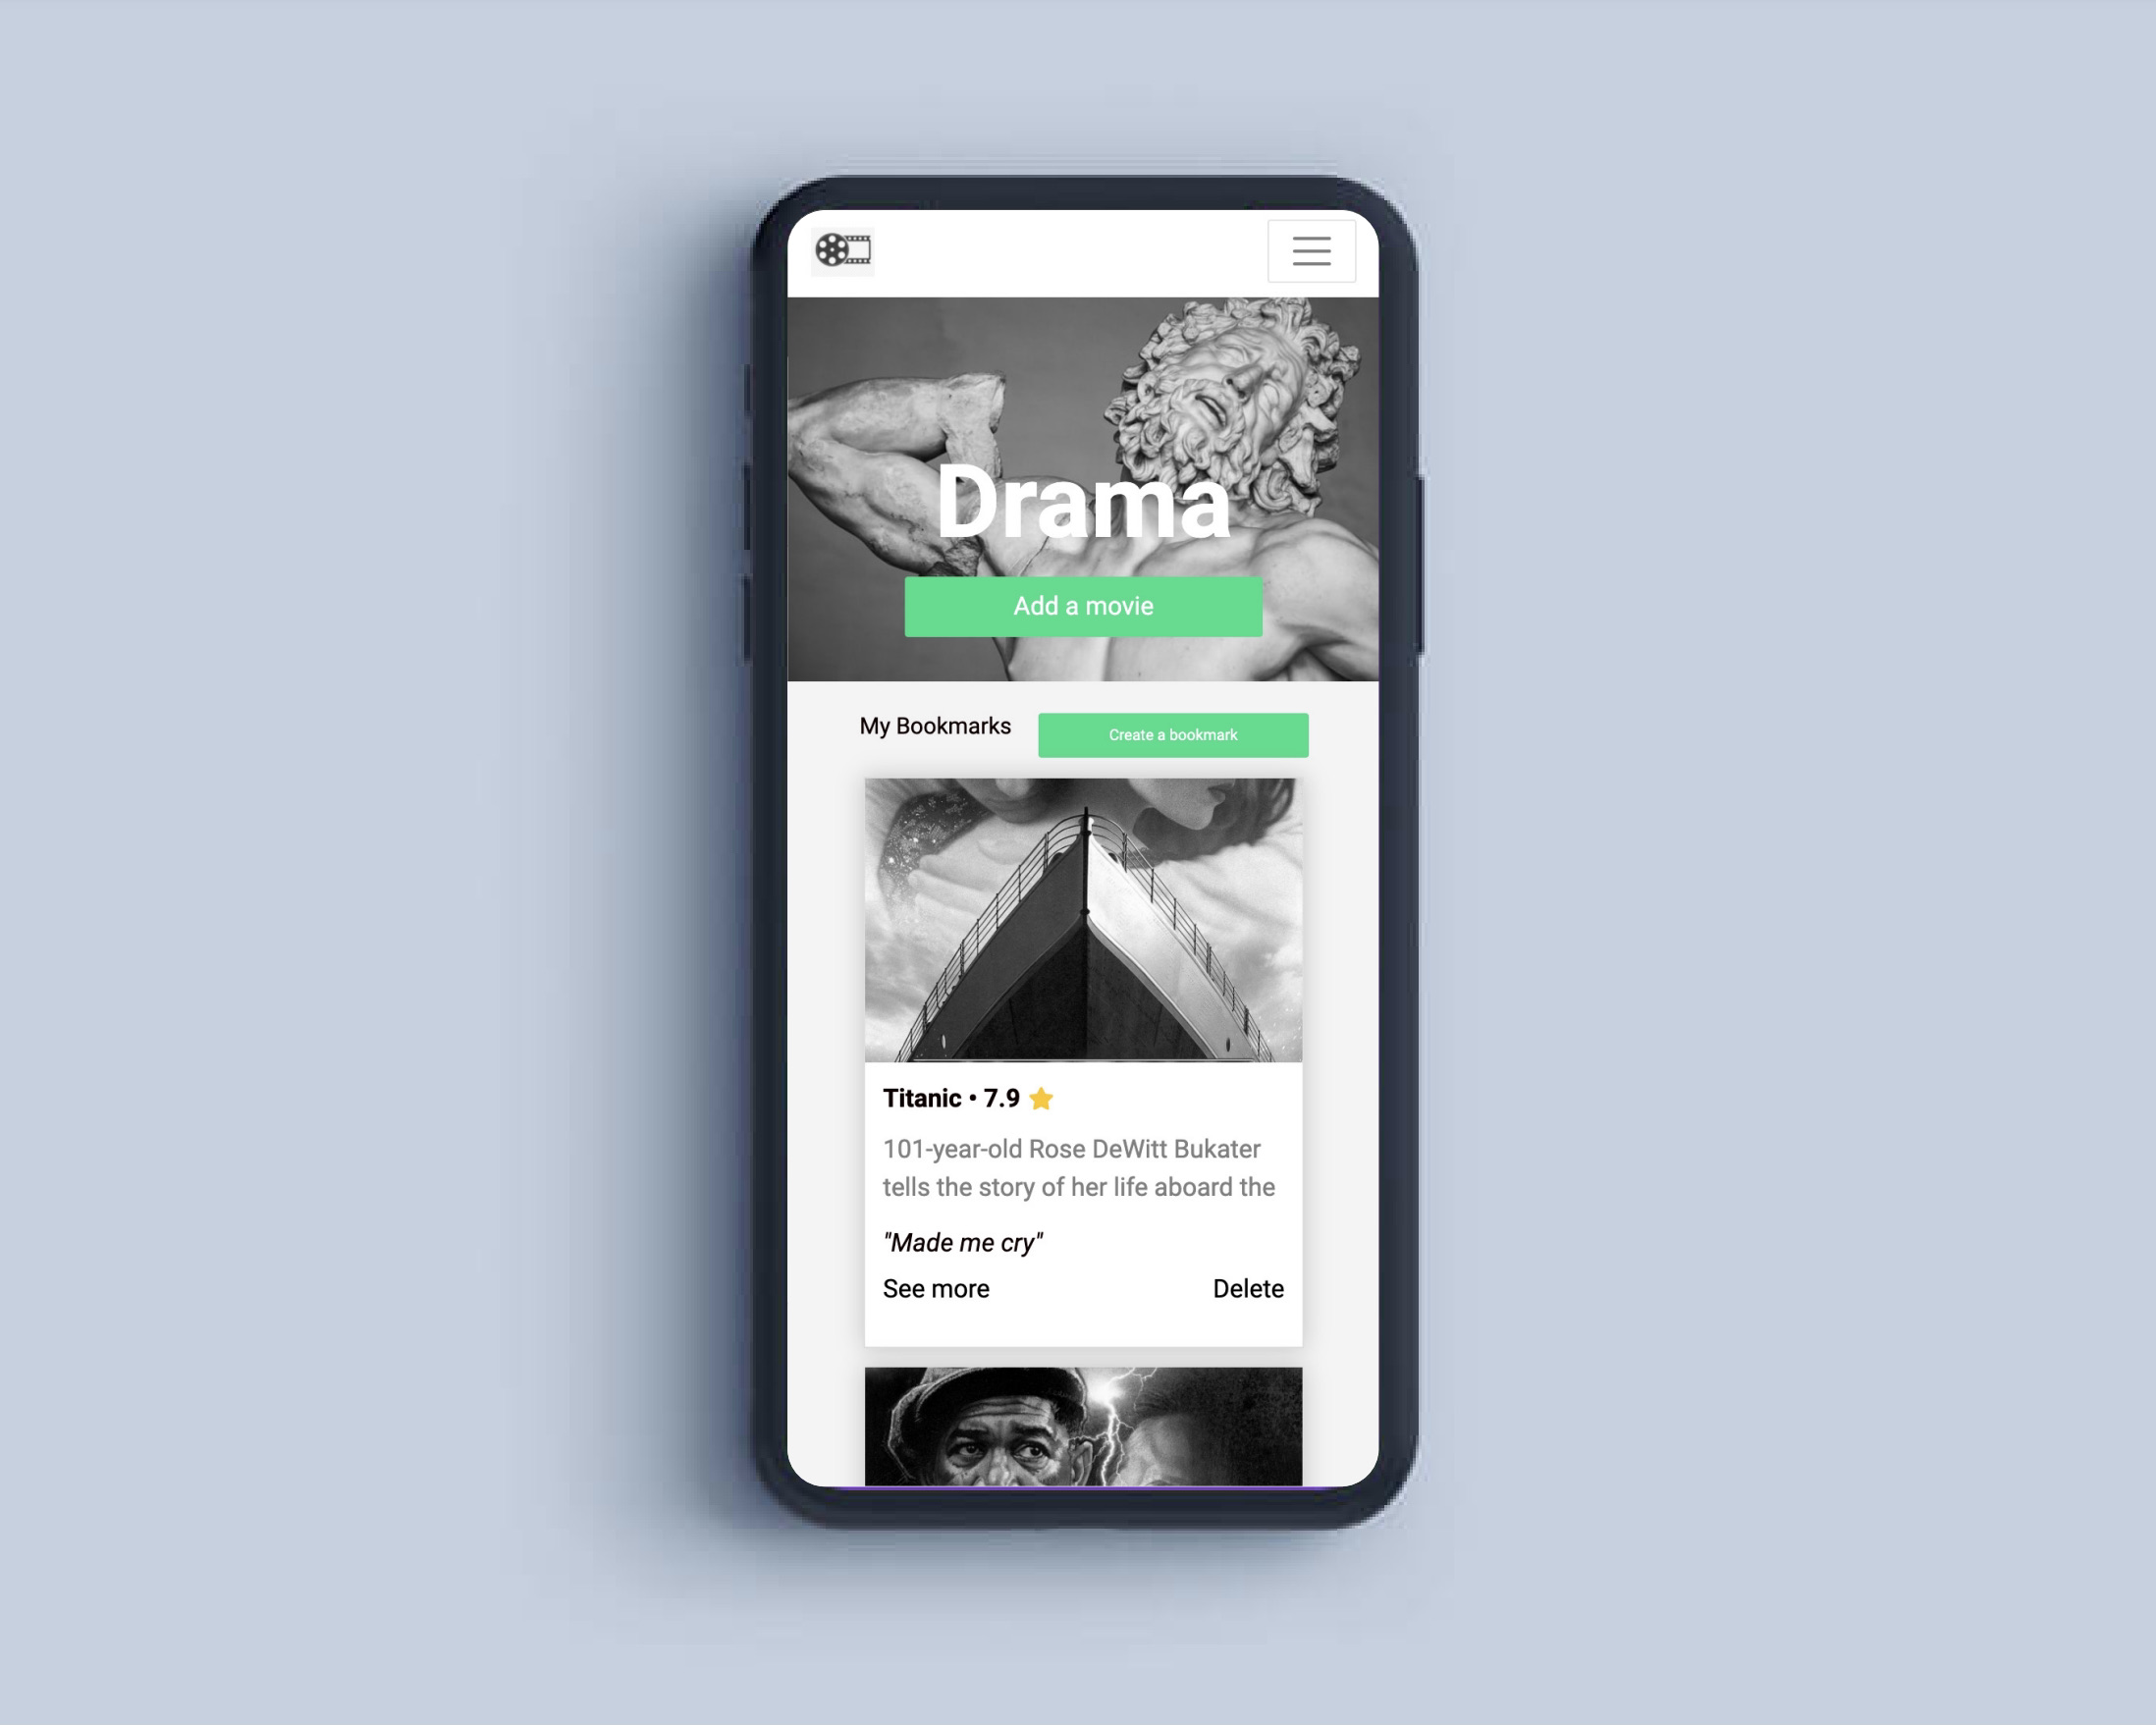 Drama
Add a movie
My Bookmarks
Create a bookmark
Titanic • 7.9
101-year-old Rose DeWitt Bukater
tells the story of her life aboard the
"Made me cry"
See more
Delete